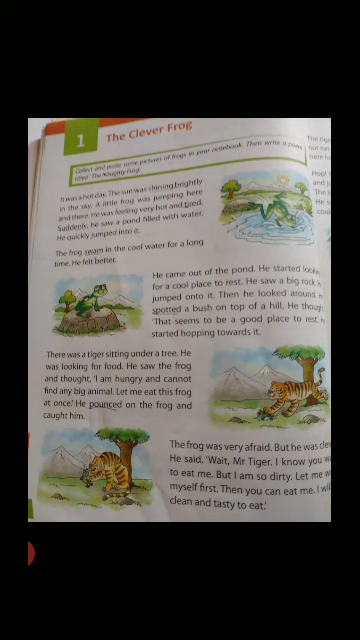 1
The Clever Frog
Collect and paste some pictures of frogs in your notebook. Then write a poem
titled 'The Naughty Frog'.
It was a hot day. The sun was shining brightly
in the sky. A little frog was jumping here
and there. He was feeling very hot and tired.
Suddenly, he saw a pond filled with water.
He quickly jumped into it.
The frog swam in the cool water for a long
time. He felt better.
He came out of the pond. He started
for a cool place to rest. He saw a big rock,
jumped onto it. Then he looked around.
spotted a bush on top of a hill. He
'That seems to be a good place to rest.'
started hopping towards it.
There was a tiger sitting under a tree. He
was looking for food. He saw the frog
and thought, 'I am hungry and cannot
find any big animal. Let me eat this frog
at once.' He pounced on the frog and
caught him.
The frog was very afraid. But he was
He said, 'Wait, Mr Tiger. I know you
to eat me. But I am so dirty. Let me
myself first. Then you can eat me. I
clean and tasty to eat.'